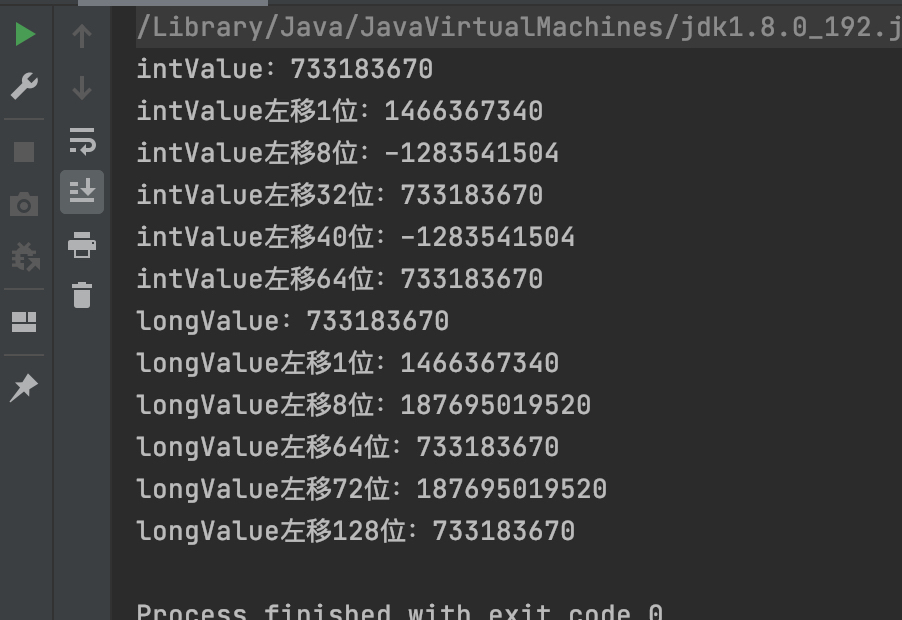 /Library/Java/JavaVirtualMachines/jdk1.8.0_192.j
intValue：733183670
intValue左移1位：1466367340
intValue左移8位：-1283541504
intValue左移32位：733183670
intValue左移40位：-1283541504
intValue左移64位：733183670
longValue：733183670
longValue左移1位：1466367340
longValue左移8位：187695019520
longValue左移64位：733183670
longValue左移72位：187695019520
longValue左移128位：733183670
Process finished with exit code 0